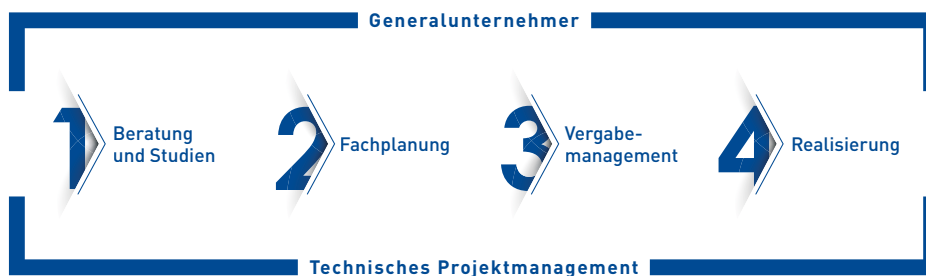 Generalunternehmer
1 Beratung
und Studien
2 Fachplanung
3 Vergabe-
management
4 Realisierung
Technisches Projektmanagement